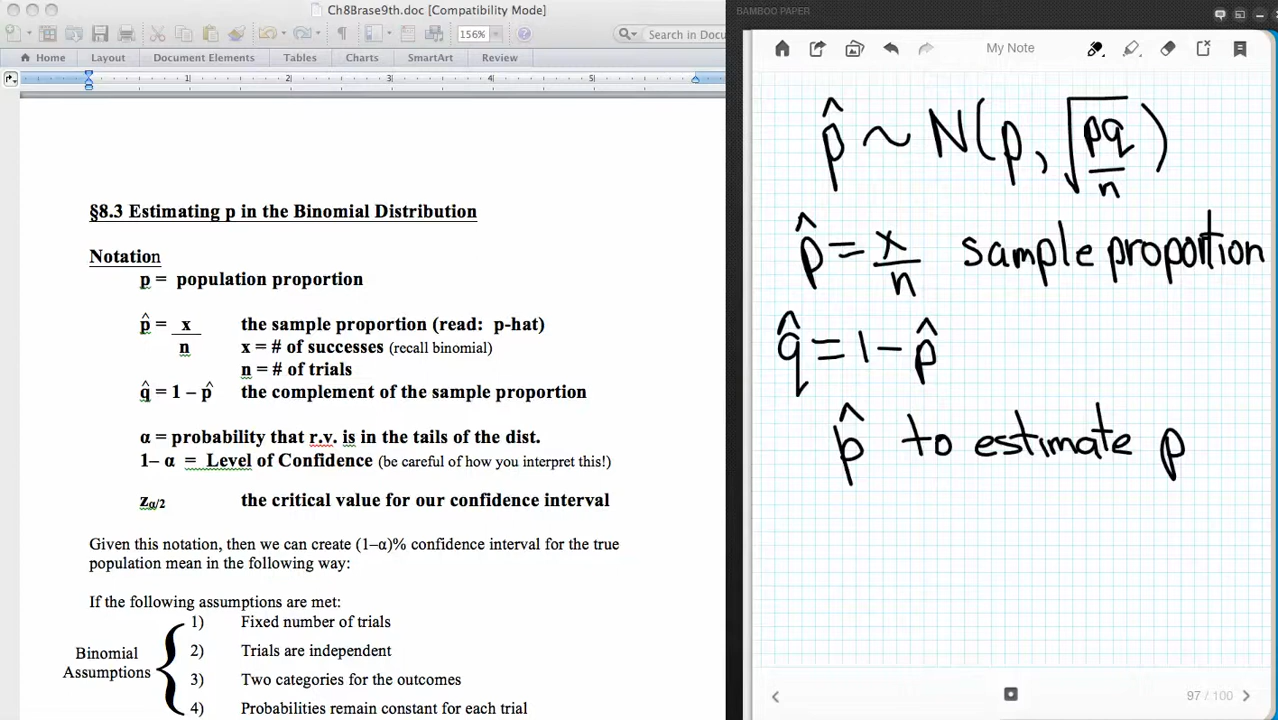 Ch8Brase9th.doc [Compatibility Mode]
156%
Search in Docu
Home Layout Document Elements Tables Charts SmartArt Review
1 2 3 4 5
§8.3 Estimating p in the Binomial Distribution
Notation
p = population proportion
p̂ = x the sample proportion (read: p-hat)
n x = # of successes (recall binomial)
n = # of trials
q̂ = 1 – p̂ the complement of the sample proportion
α = probability that r.v. is in the tails of the dist.
1– α = Level of Confidence (be careful of how you interpret this!)
zα/2 the critical value for our confidence interval
Given this notation, then we can create (1–α)% confidence interval for the true
population mean in the following way:
If the following assumptions are met:
1) Fixed number of trials
2) Trials are independent
3) Two categories for the outcomes
4) Probabilities remain constant for each trial
Binomial
Assumptions
BAMBOO PAPER
My Note
p̂ ~ N(p, √(pq/n))
p̂ = x/n sample proportion
q̂ = 1 – p̂
p̂ to estimate p
97 / 100